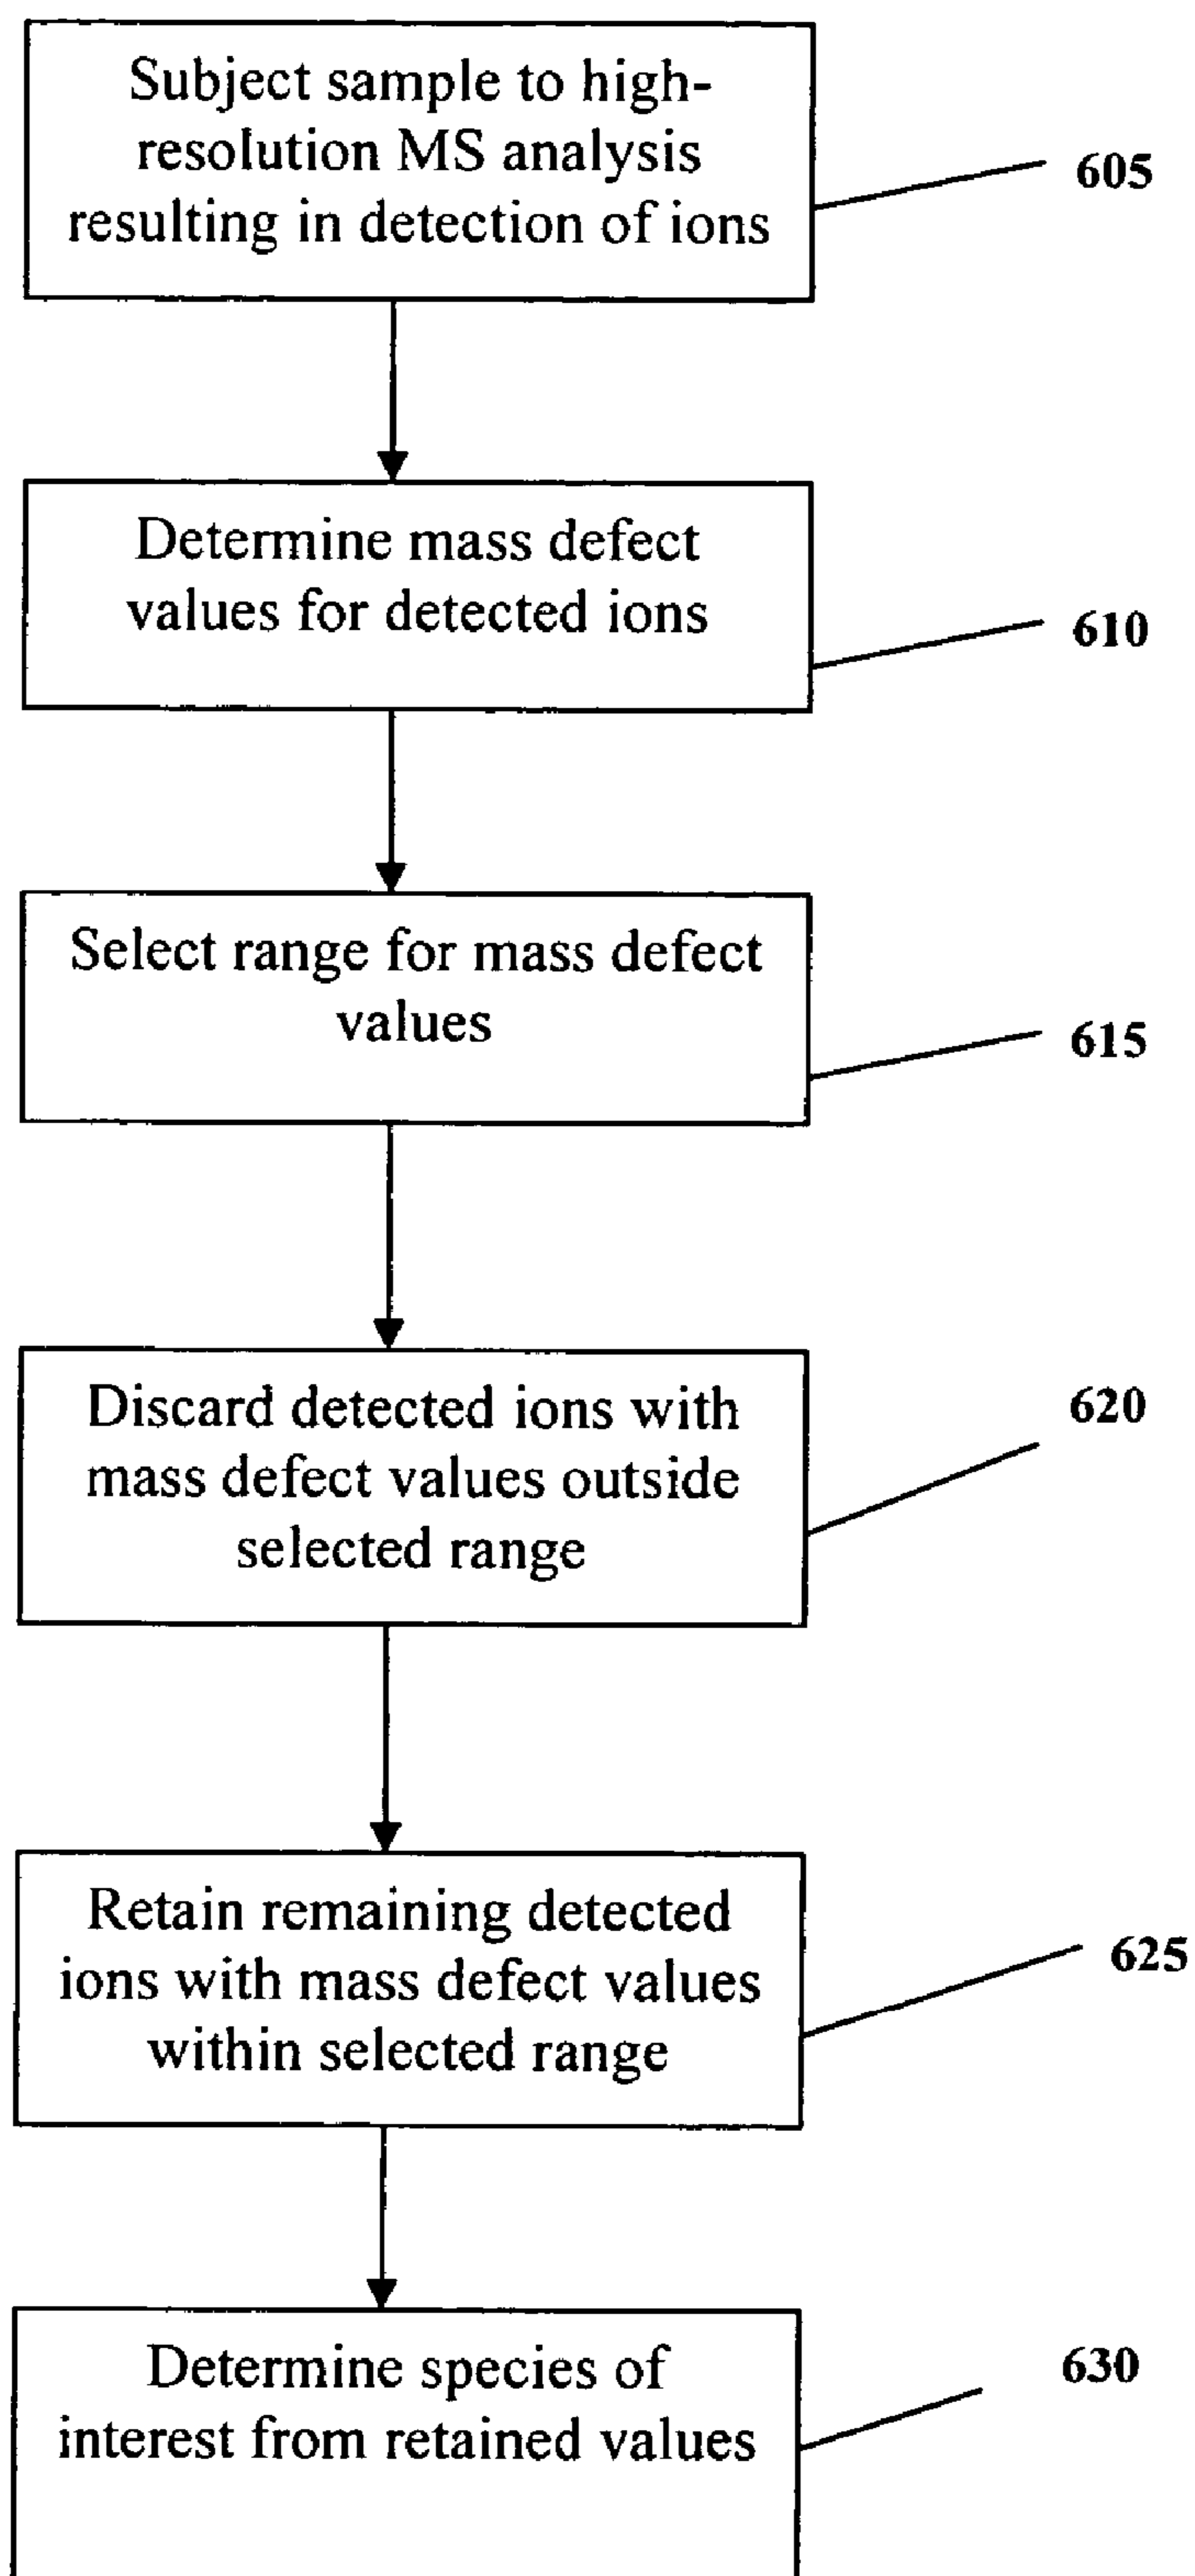 Subject sample to high-
resolution MS analysis
resulting in detection of ions
605
Determine mass defect
values for detected ions
610
Select range for mass defect
values
615
Discard detected ions with
mass defect values outside
selected range
620
Retain remaining detected
ions with mass defect values
within selected range
625
Determine species of
interest from retained values
630